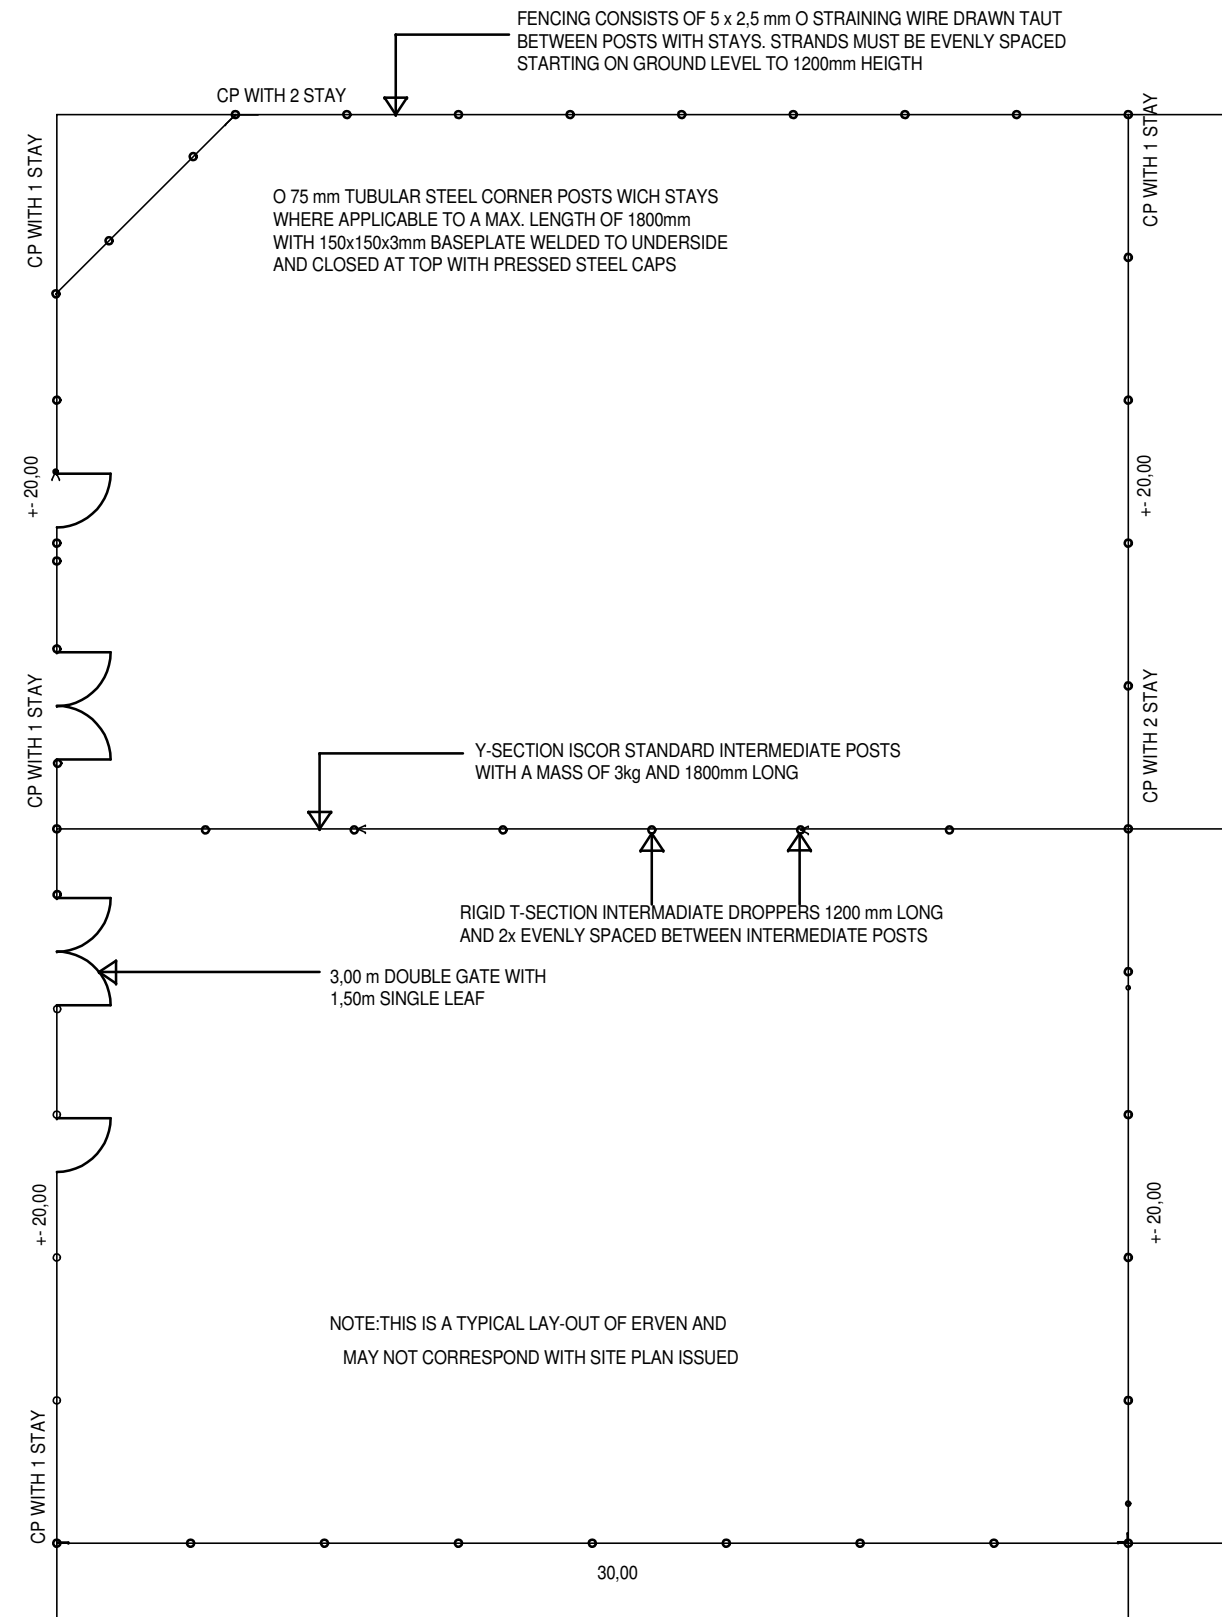 FENCING CONSISTS OF 5 x 2,5 mm O STRAINING WIRE DRAWN TAUT
BETWEEN POSTS WITH STAYS. STRANDS MUST BE EVENLY SPACED
STARTING ON GROUND LEVEL TO 1200mm HEIGTH
CP WITH 2 STAY
CP WITH 1 STAY
CP WITH 1 STAY
O 75 mm TUBULAR STEEL CORNER POSTS WICH STAYS
WHERE APPLICABLE TO A MAX. LENGTH OF 1800mm
WITH 150x150x3mm BASEPLATE WELDED TO UNDERSIDE
AND CLOSED AT TOP WITH PRESSED STEEL CAPS
+- 20,00
+- 20,00
CP WITH 1 STAY
CP WITH 2 STAY
Y-SECTION ISCOR STANDARD INTERMEDIATE POSTS
WITH A MASS OF 3kg AND 1800mm LONG
RIGID T-SECTION INTERMADIATE DROPPERS 1200 mm LONG
AND 2x EVENLY SPACED BETWEEN INTERMEDIATE POSTS
3,00 m DOUBLE GATE WITH
1,50m SINGLE LEAF
+- 20,00
+- 20,00
NOTE:THIS IS A TYPICAL LAY-OUT OF ERVEN AND
MAY NOT CORRESPOND WITH SITE PLAN ISSUED
CP WITH 1 STAY
30,00